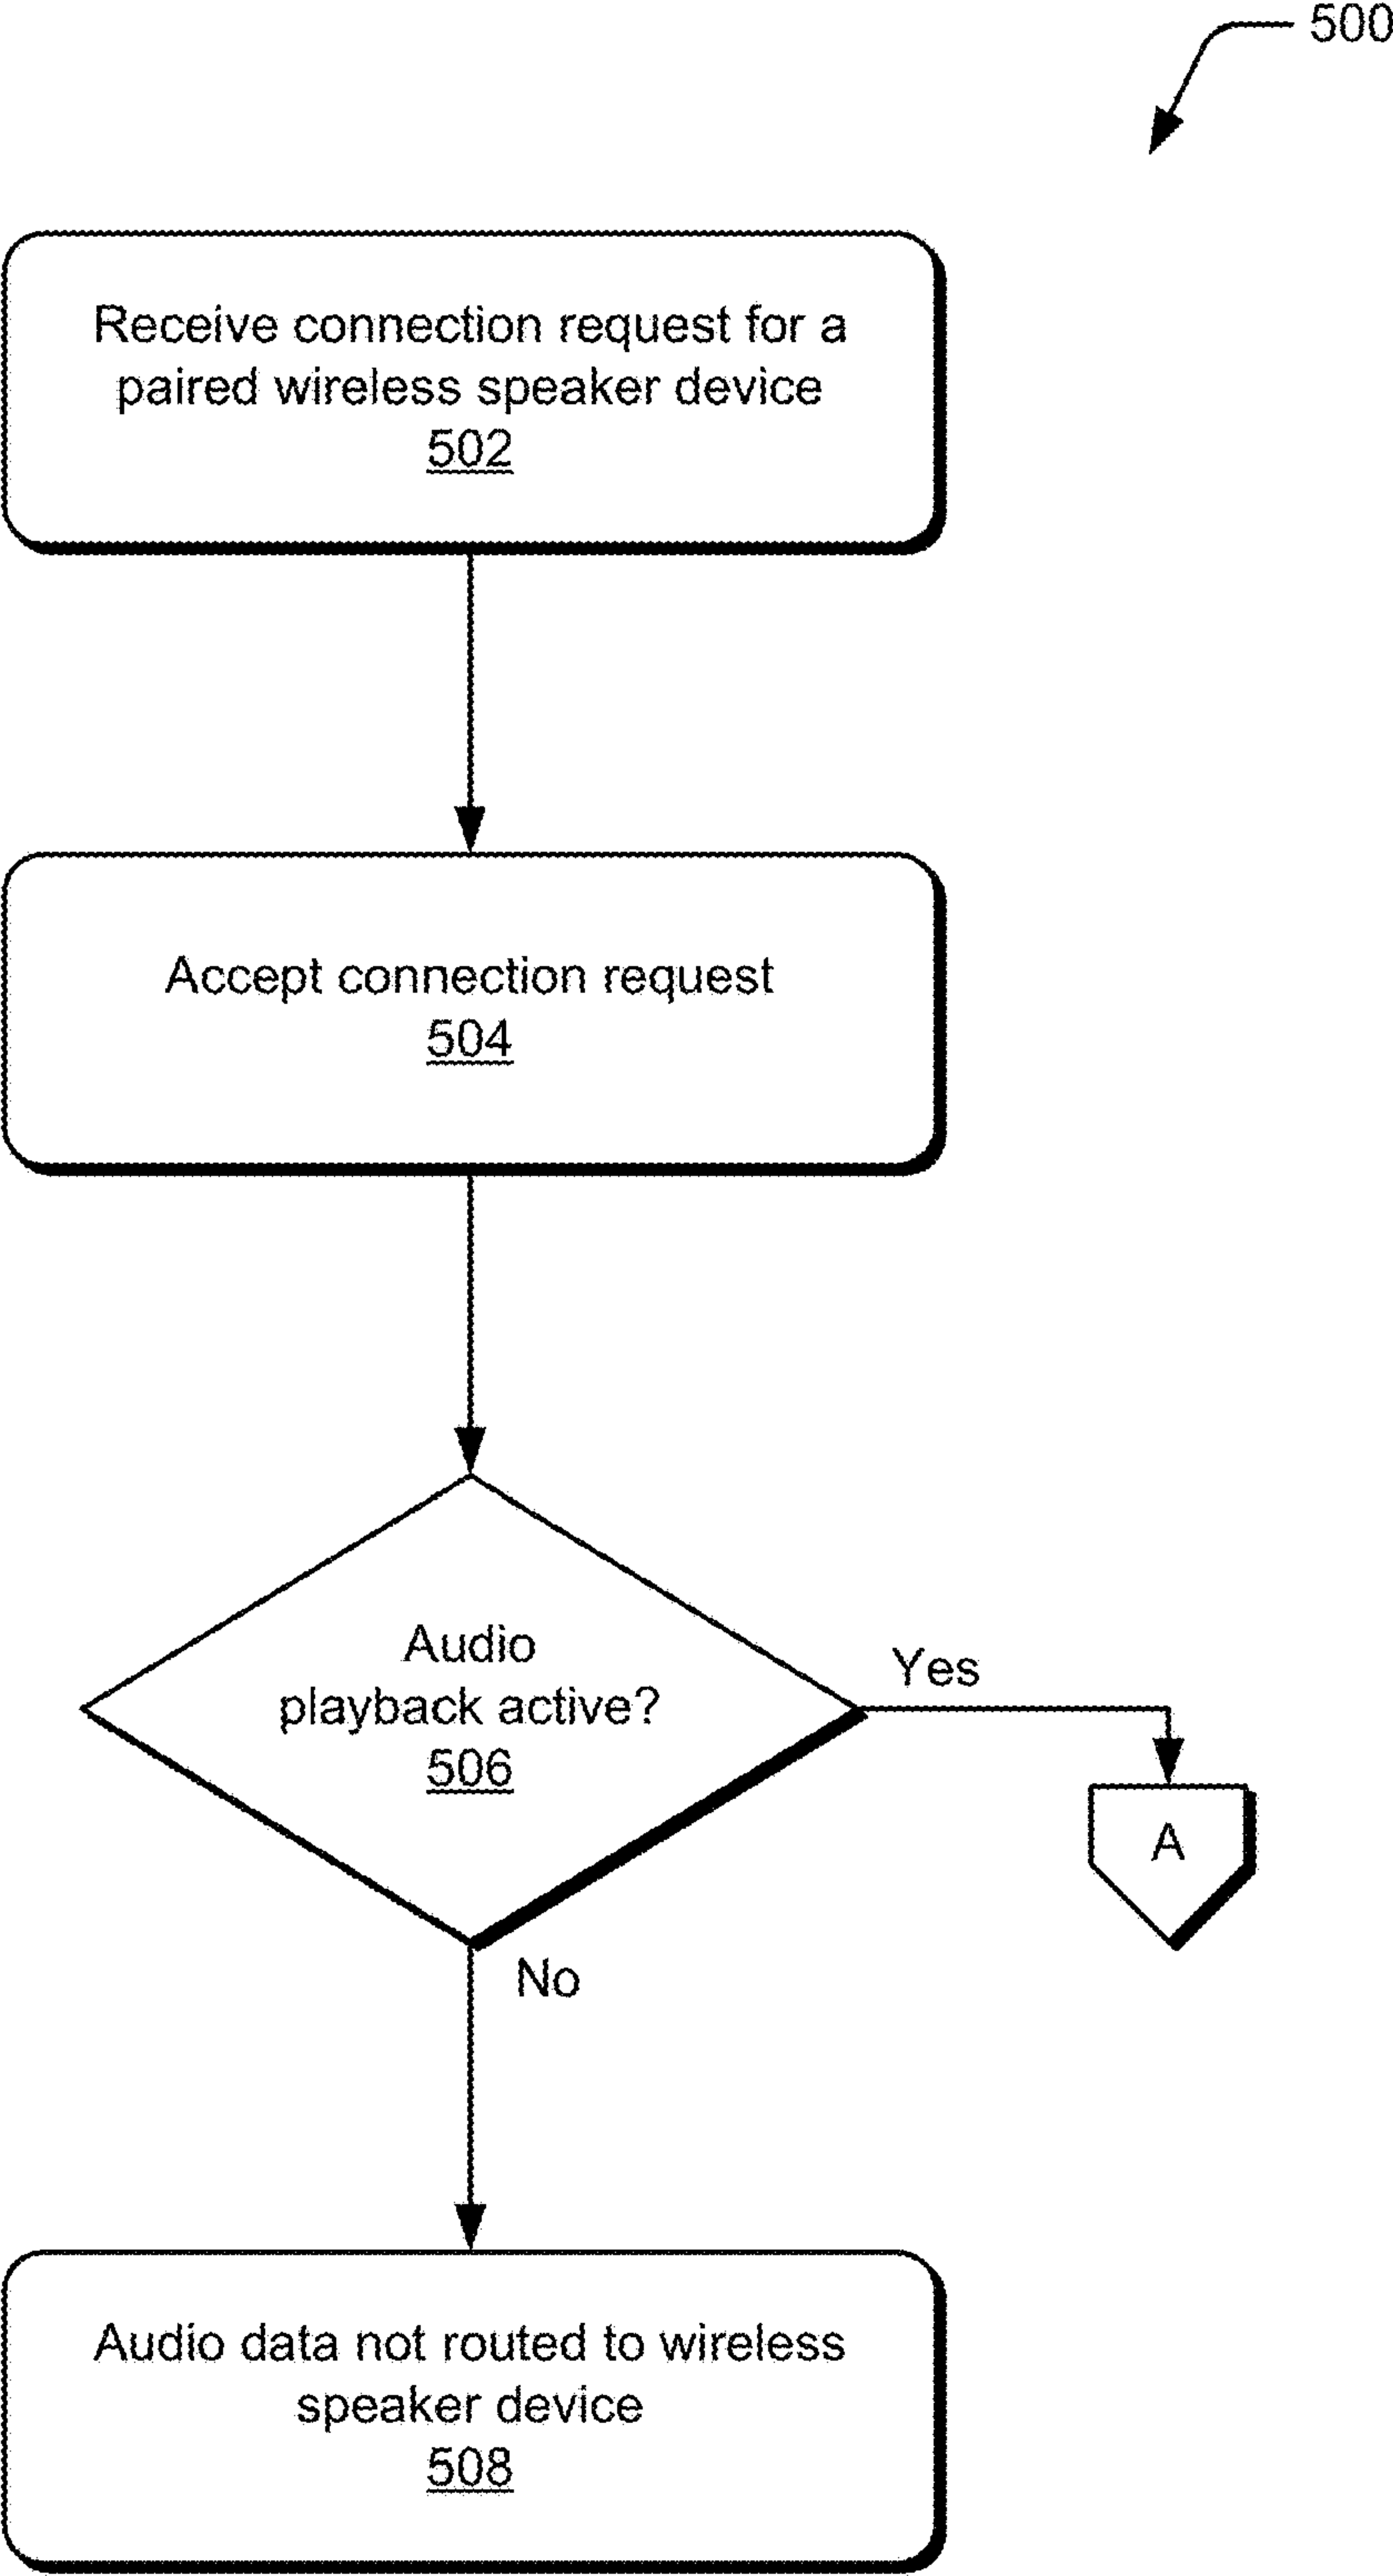 500
Receive connection request for a
paired wireless speaker device
502
Accept connection request
504
Audio
playback active?
506
Yes
A
No
Audio data not routed to wireless
speaker device
508